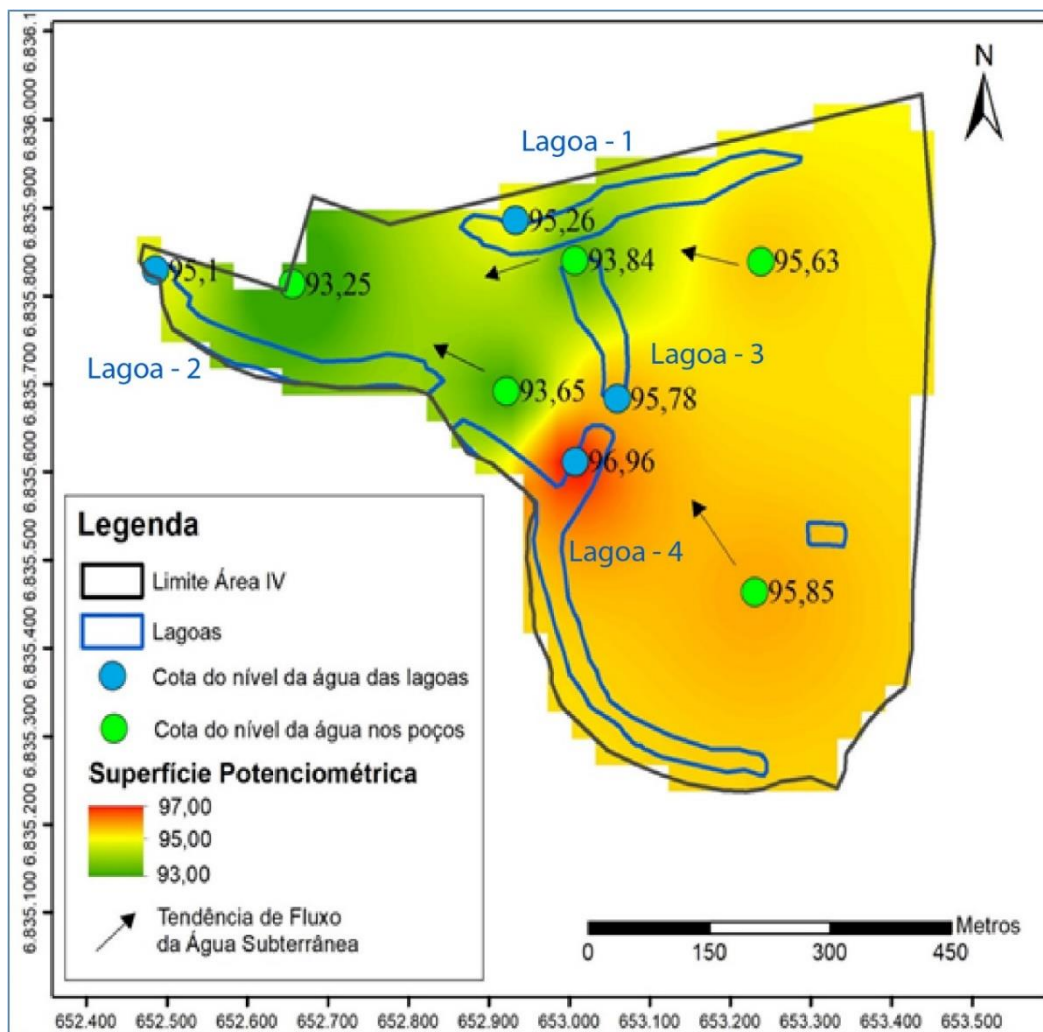 N
Lagoa - 1
95,26
93,84
95,63
95,1
93,25
Lagoa - 2
Lagoa - 3
93,65
95,78
96,96
Lagoa - 4
95,85
Legenda
Limite Área IV
Lagoas
Cota do nível da água das lagoas
Cota do nível da água nos poços
Superfície Potenciométrica
97,00
95,00
93,00
Tendência de Fluxo
da Água Subterrânea
Metros
0 150 300 450
6.836.1
6.836.000
6.835.900
6.835.800
6.835.700
6.835.600
6.835.500
6.835.400
6.835.300
6.835.200
6.835.100
652.400 652.500 652.600 652.700 652.800 652.900 653.000 653.100 653.200 653.300 653.400 653.500